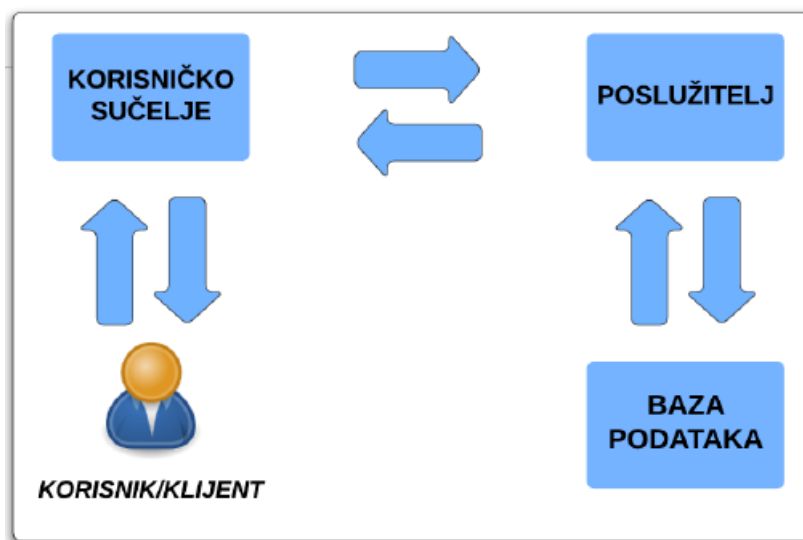 KORISNIČKO
SUČELJE
POSLUŽITELJ
BAZA
PODATAKA
KORISNIK/KLIJENT